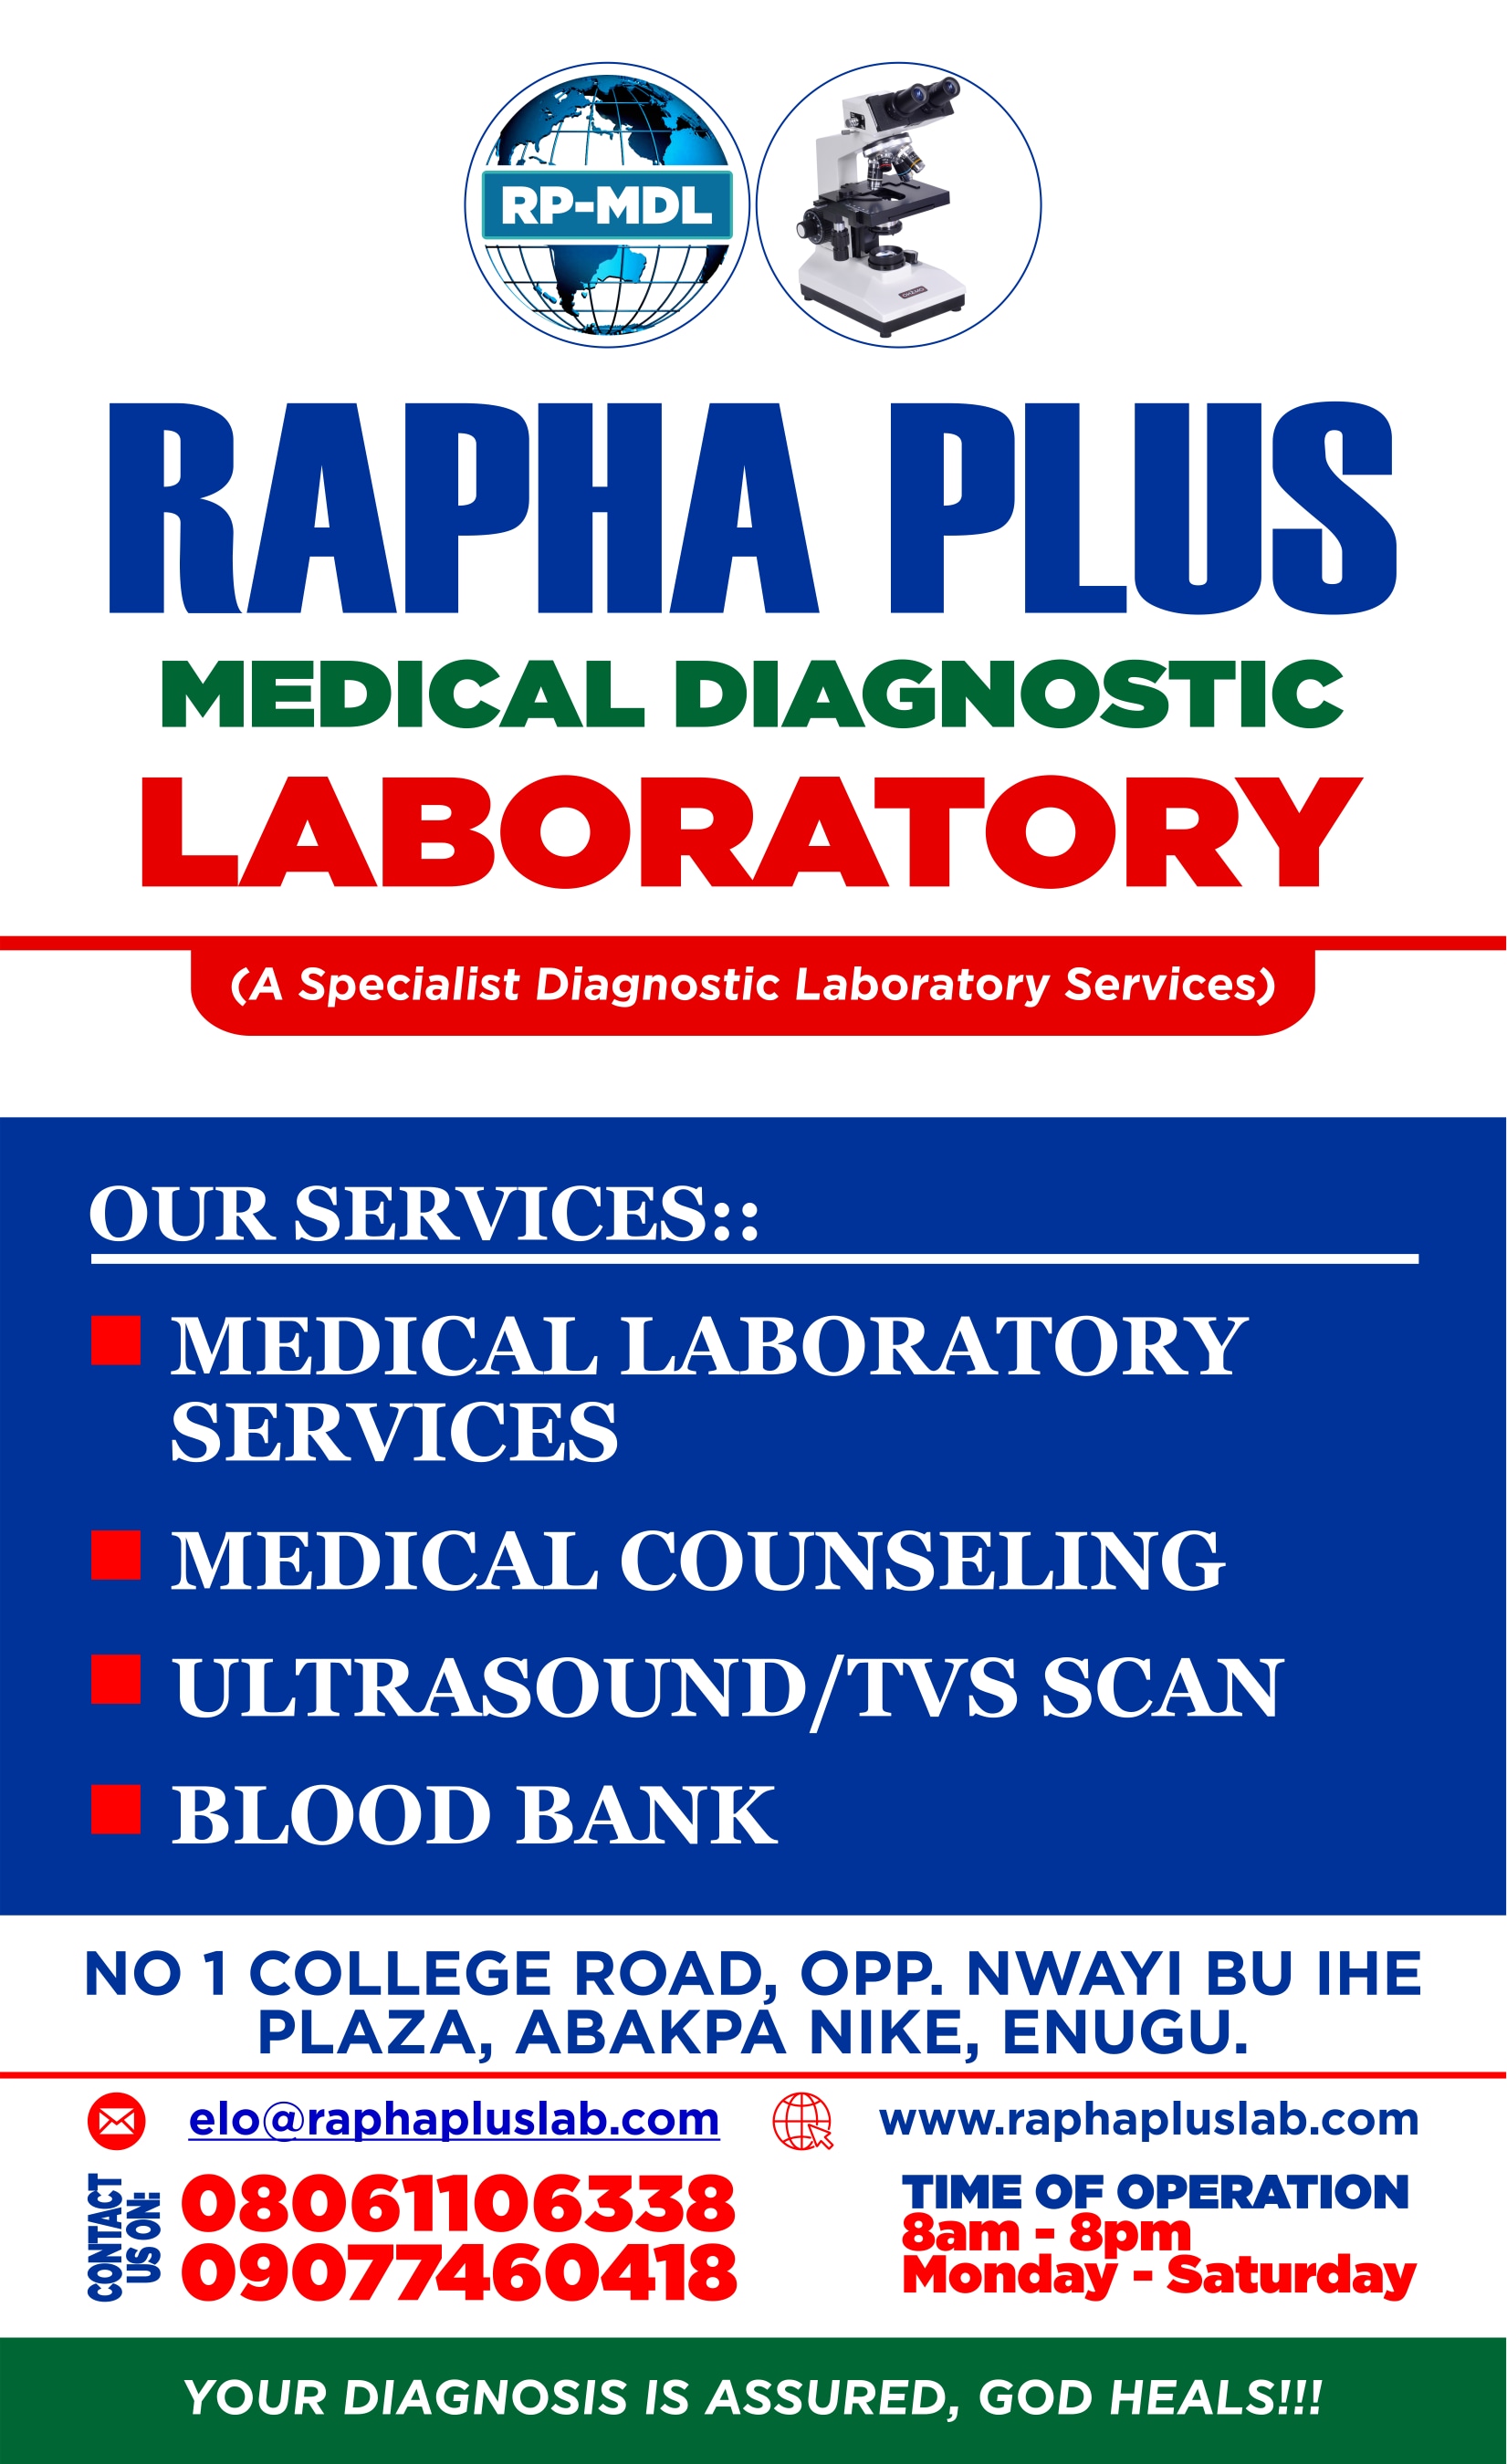 RP-MDL
RAPHA PLUS
MEDICAL DIAGNOSTIC
LABORATORY
(A Specialist Diagnostic Laboratory Services)
OUR SERVICES::
MEDICAL LABORATORY
SERVICES
MEDICAL COUNSELING
ULTRASOUND/TVS SCAN
BLOOD BANK
NO 1 COLLEGE ROAD, OPP. NWAYI BU IHE
PLAZA, ABAKPA NIKE, ENUGU.
elo@raphapluslab.com
www.raphapluslab.com
CONTACT
US ON:
08061106338
09077460418
TIME OF OPERATION
8am - 8pm
Monday - Saturday
YOUR DIAGNOSIS IS ASSURED, GOD HEALS!!!